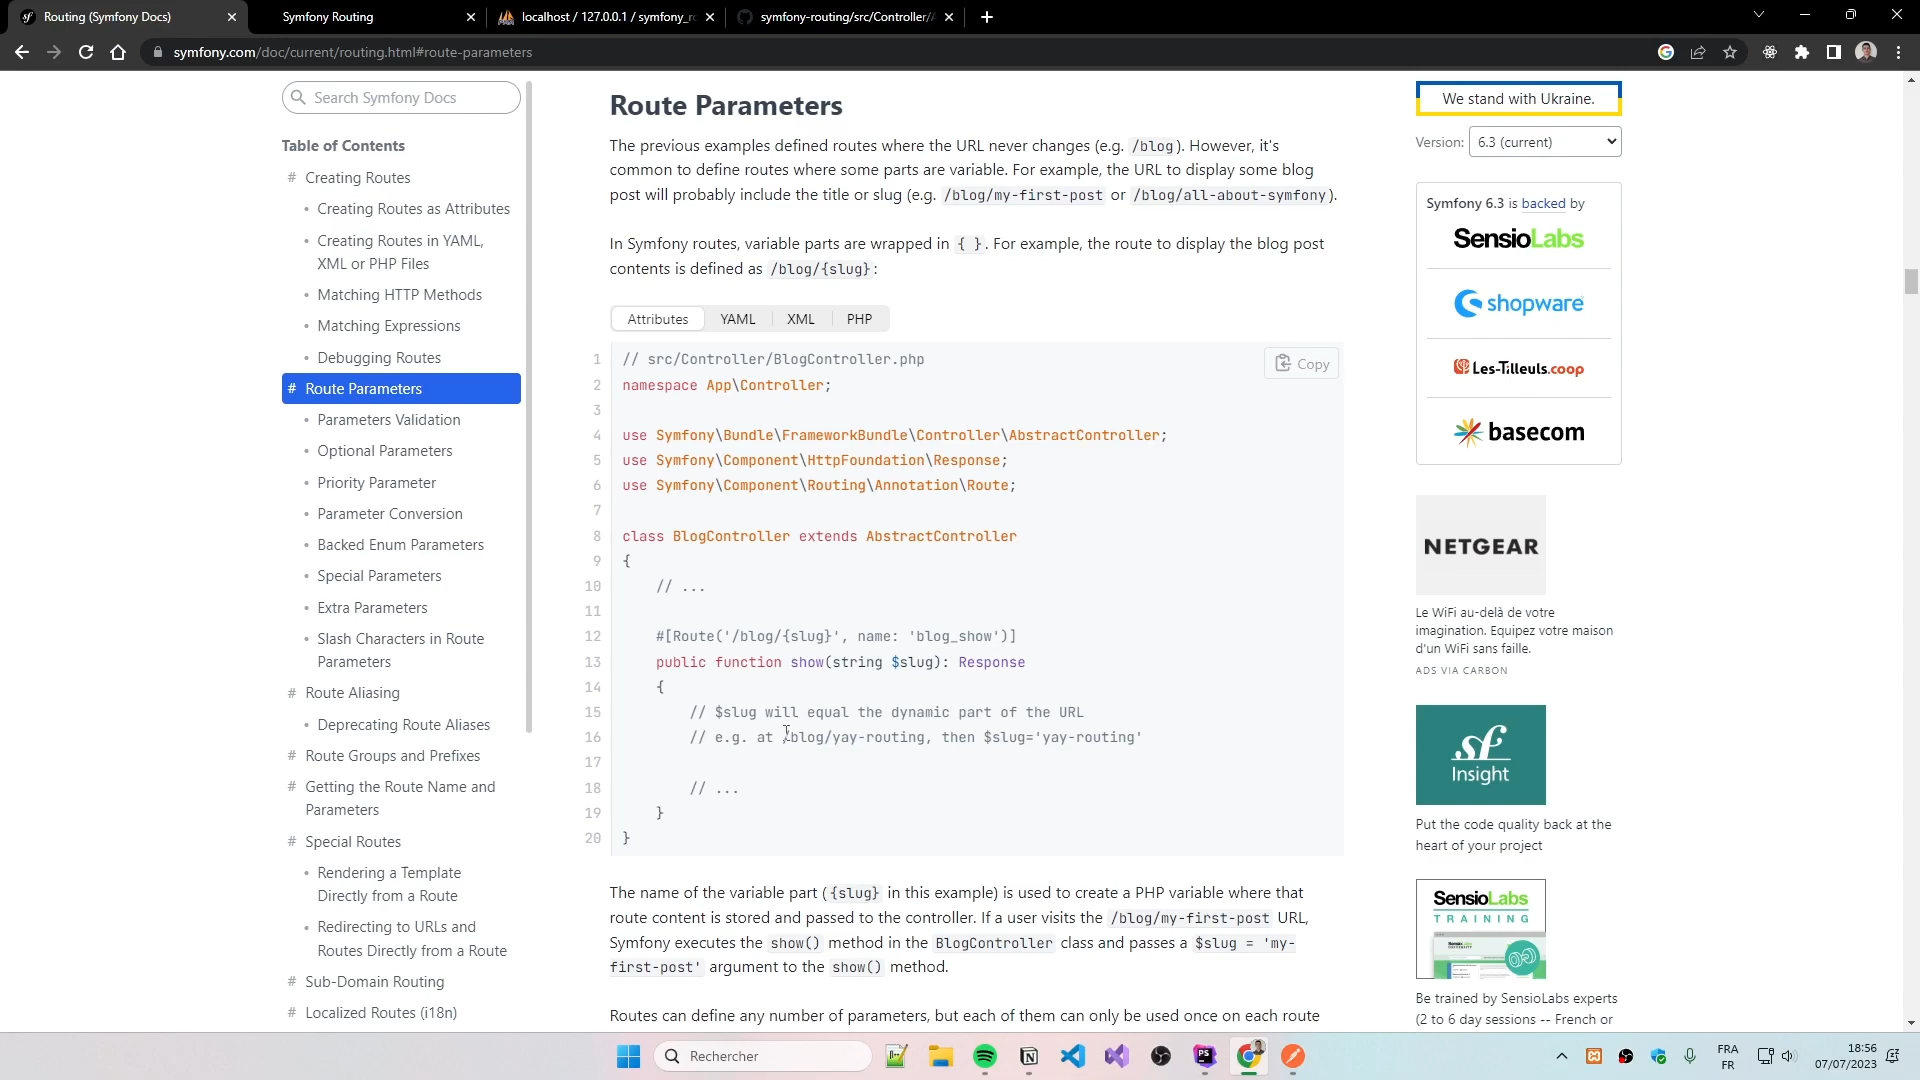 Routing (Symfony Docs)
Symfony Routing
localhost / 127.0.0.1 / symfony_ro
symfony-routing/src/Controller/
symfony.com/doc/current/routing.html#route-parameters
Search Symfony Docs
Table of Contents
# Creating Routes
• Creating Routes as Attributes
• Creating Routes in YAML,
XML or PHP Files
• Matching HTTP Methods
• Matching Expressions
• Debugging Routes
# Route Parameters
• Parameters Validation
• Optional Parameters
• Priority Parameter
• Parameter Conversion
• Backed Enum Parameters
• Special Parameters
• Extra Parameters
• Slash Characters in Route
Parameters
# Route Aliasing
• Deprecating Route Aliases
# Route Groups and Prefixes
# Getting the Route Name and
Parameters
# Special Routes
• Rendering a Template
Directly from a Route
• Redirecting to URLs and
Routes Directly from a Route
# Sub-Domain Routing
# Localized Routes (i18n)
Route Parameters
The previous examples defined routes where the URL never changes (e.g. /blog). However, it's
common to define routes where some parts are variable. For example, the URL to display some blog
post will probably include the title or slug (e.g. /blog/my-first-post or /blog/all-about-symfony).
In Symfony routes, variable parts are wrapped in { }. For example, the route to display the blog post
contents is defined as /blog/{slug}:
Attributes YAML XML PHP
Copy
1 // src/Controller/BlogController.php
2 namespace App\Controller;
3
4 use Symfony\Bundle\FrameworkBundle\Controller\AbstractController;
5 use Symfony\Component\HttpFoundation\Response;
6 use Symfony\Component\Routing\Annotation\Route;
7
8 class BlogController extends AbstractController
9 {
10 // ...
11
12 #[Route('/blog/{slug}', name: 'blog_show')]
13 public function show(string $slug): Response
14 {
15 // $slug will equal the dynamic part of the URL
16 // e.g. at /blog/yay-routing, then $slug='yay-routing'
17
18 // ...
19 }
20 }
The name of the variable part ({slug} in this example) is used to create a PHP variable where that
route content is stored and passed to the controller. If a user visits the /blog/my-first-post URL,
Symfony executes the show() method in the BlogController class and passes a $slug = 'my-
first-post' argument to the show() method.
Routes can define any number of parameters, but each of them can only be used once on each route
We stand with Ukraine.
Version: 6.3 (current)
Symfony 6.3 is backed by
SensioLabs
shopware
Les-Tilleuls.coop
basecom
NETGEAR
Le WiFi au-delà de votre
imagination. Equipez votre maison
d'un WiFi sans faille.
ADS VIA CARBON
sf
Insight
Put the code quality back at the
heart of your project
SensioLabs
TRAINING
Be trained by SensioLabs experts
(2 to 6 day sessions -- French or
Rechercher
FRA
FR
18:56
07/07/2023